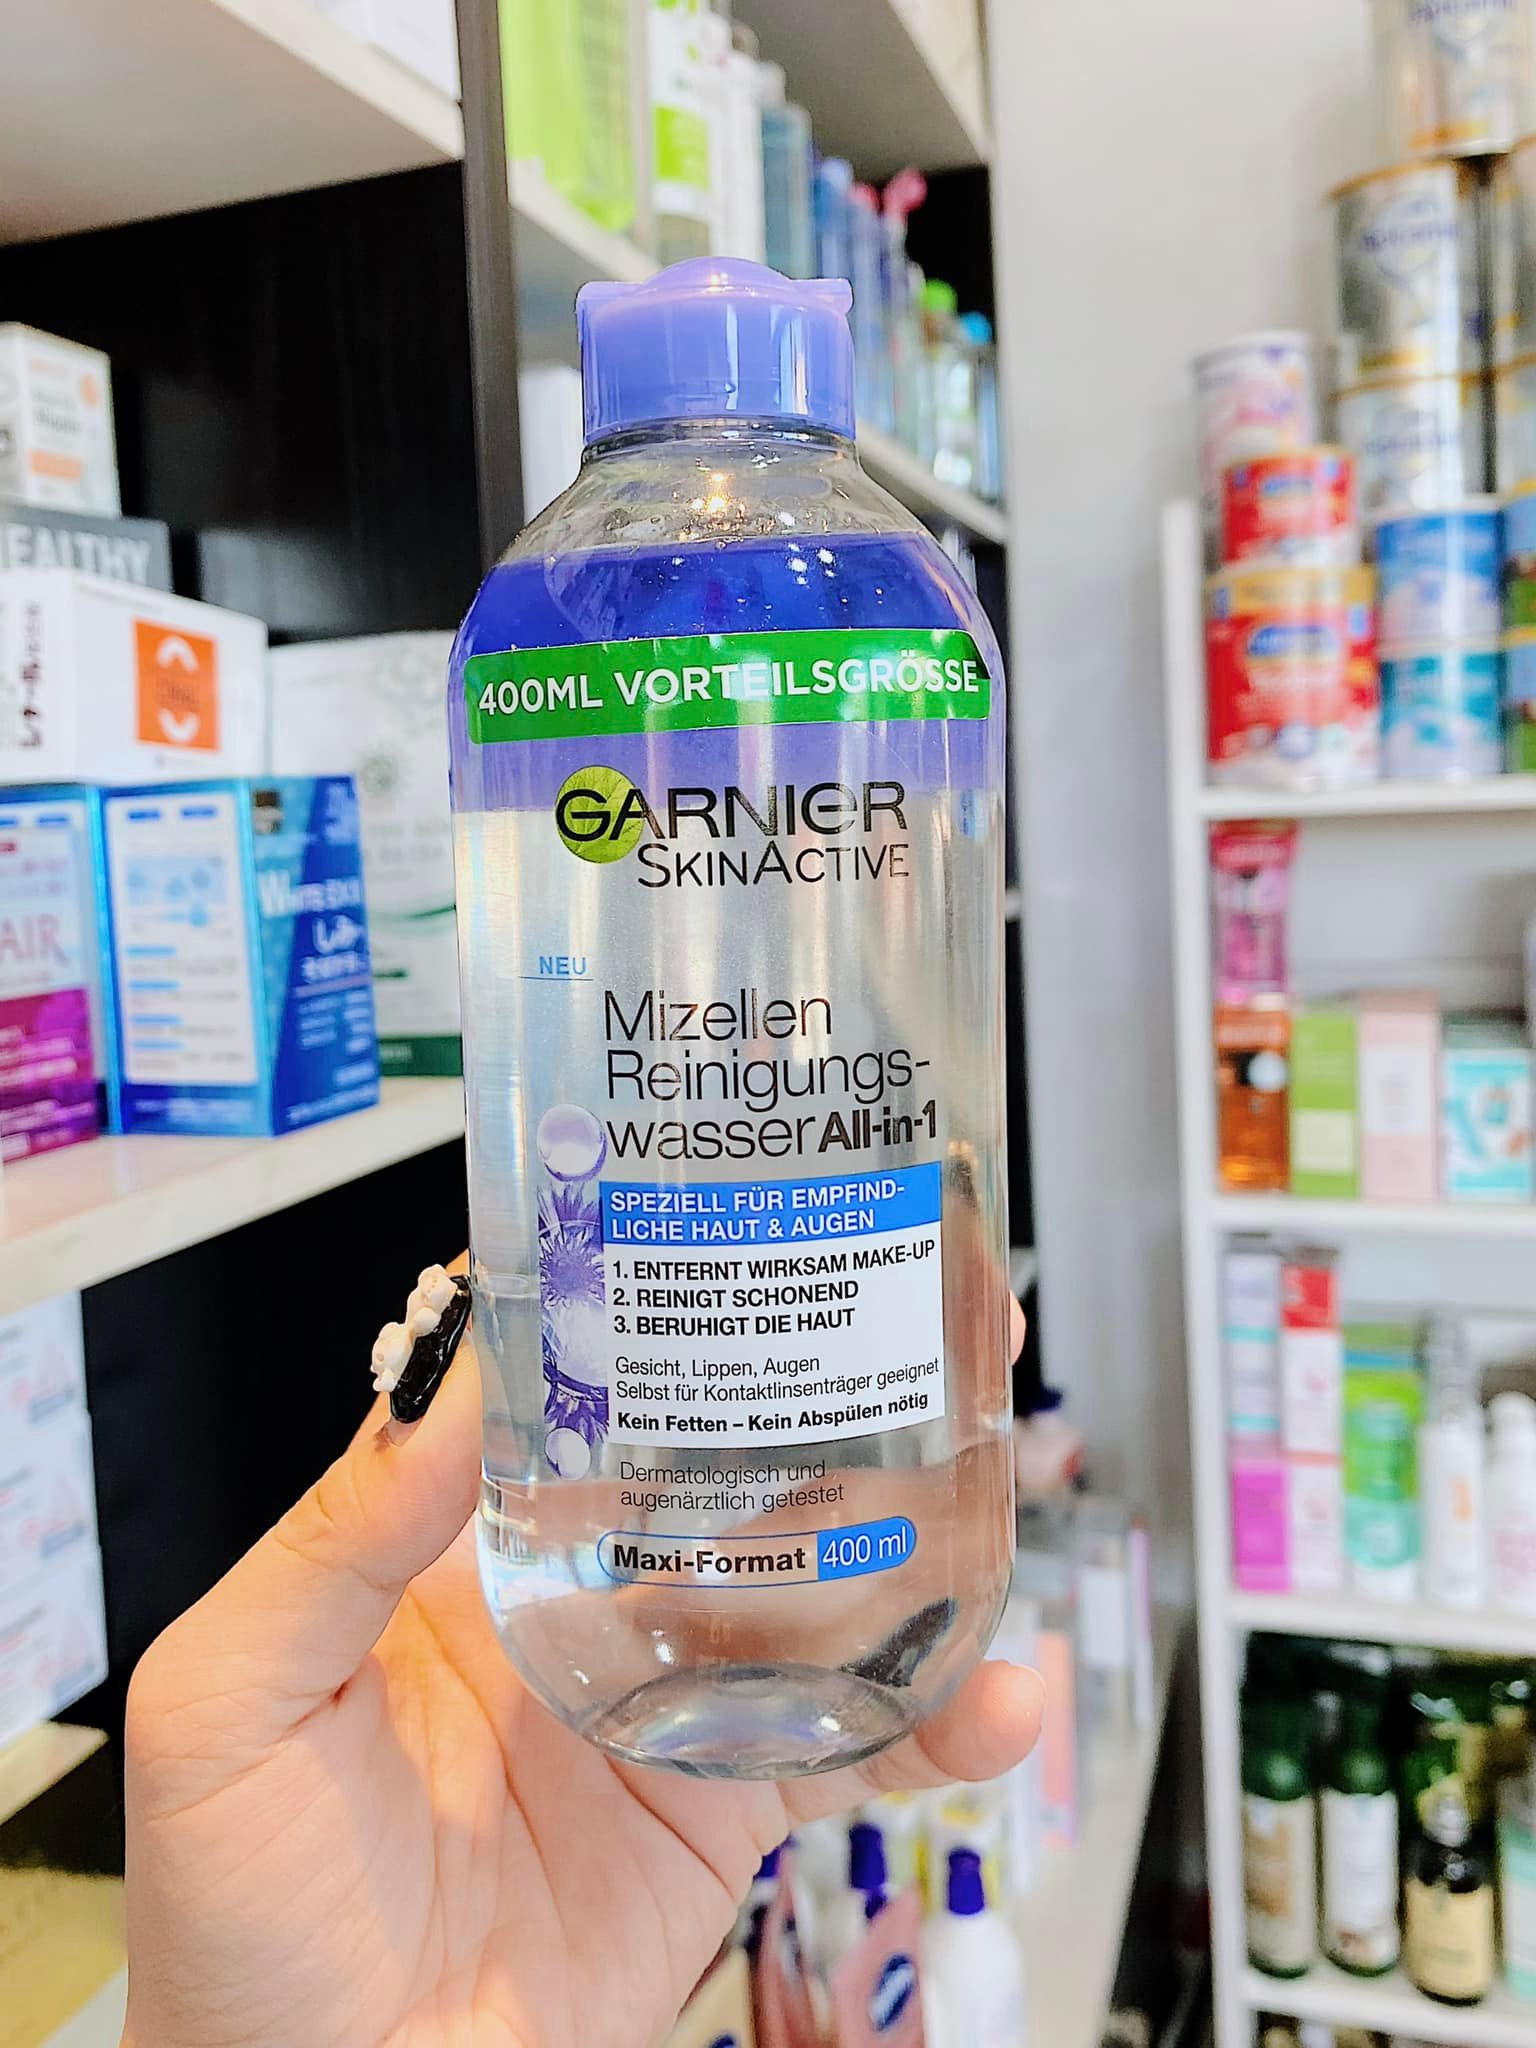 400ML VORTEILSGRÖSSE
GARNIER
SKINACTIVE
NEU
Mizellen
Reinigungs-
wasser All-in-1
SPEZIELL FÜR EMPFIND-
LICHE HAUT & AUGEN
1. ENTFERNT WIRKSAM MAKE-UP
2. REINIGT SCHONEND
3. BERUHIGT DIE HAUT
Gesicht, Lippen, Augen
Selbst für Kontaktlinsenträger geeignet
Kein Fetten – Kein Abspülen nötig
Dermatologisch und
augenärztlich getestet
Maxi-Format 400 ml
EALTHY
AIR